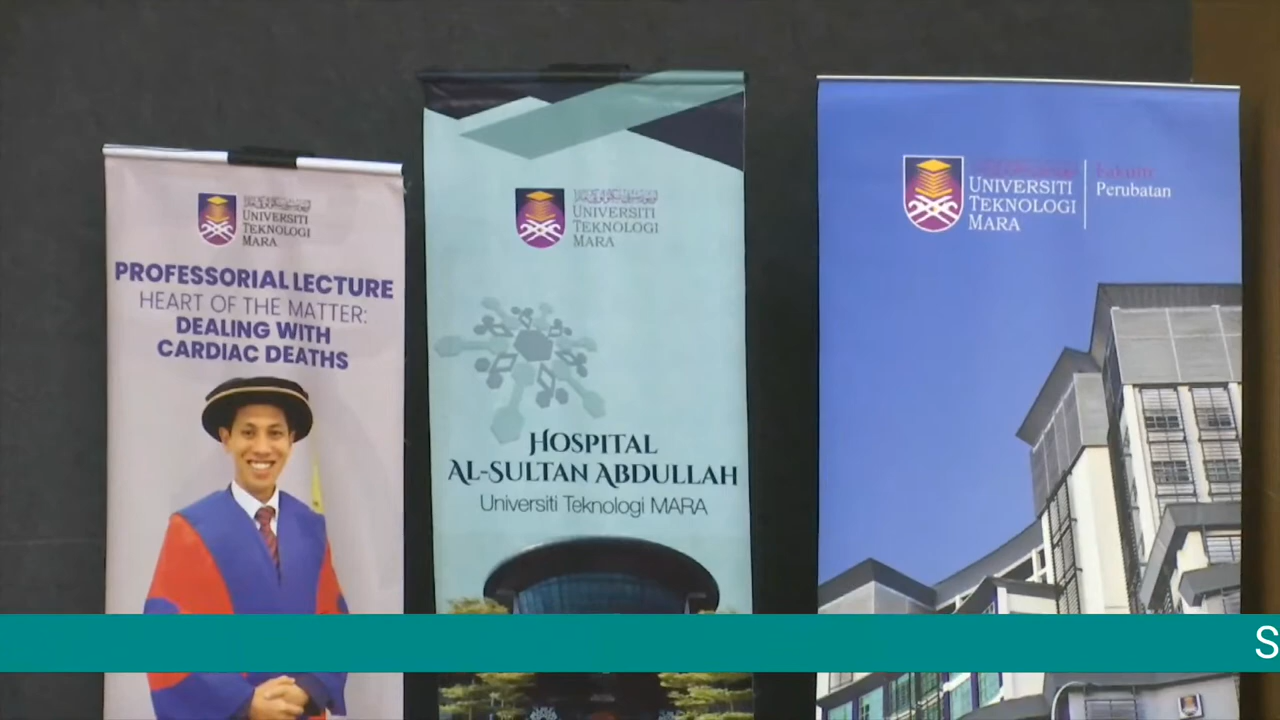 UNIVERSITI
TEKNOLOGI
MARA
PROFESSORIAL LECTURE
HEART OF THE MATTER:
DEALING WITH
CARDIAC DEATHS
UNIVERSITI
TEKNOLOGI
MARA
HOSPITAL
AL-SULTAN ABDULLAH
Universiti Teknologi MARA
UNIVERSITI
TEKNOLOGI
MARA
Fakulti
Perubatan
S